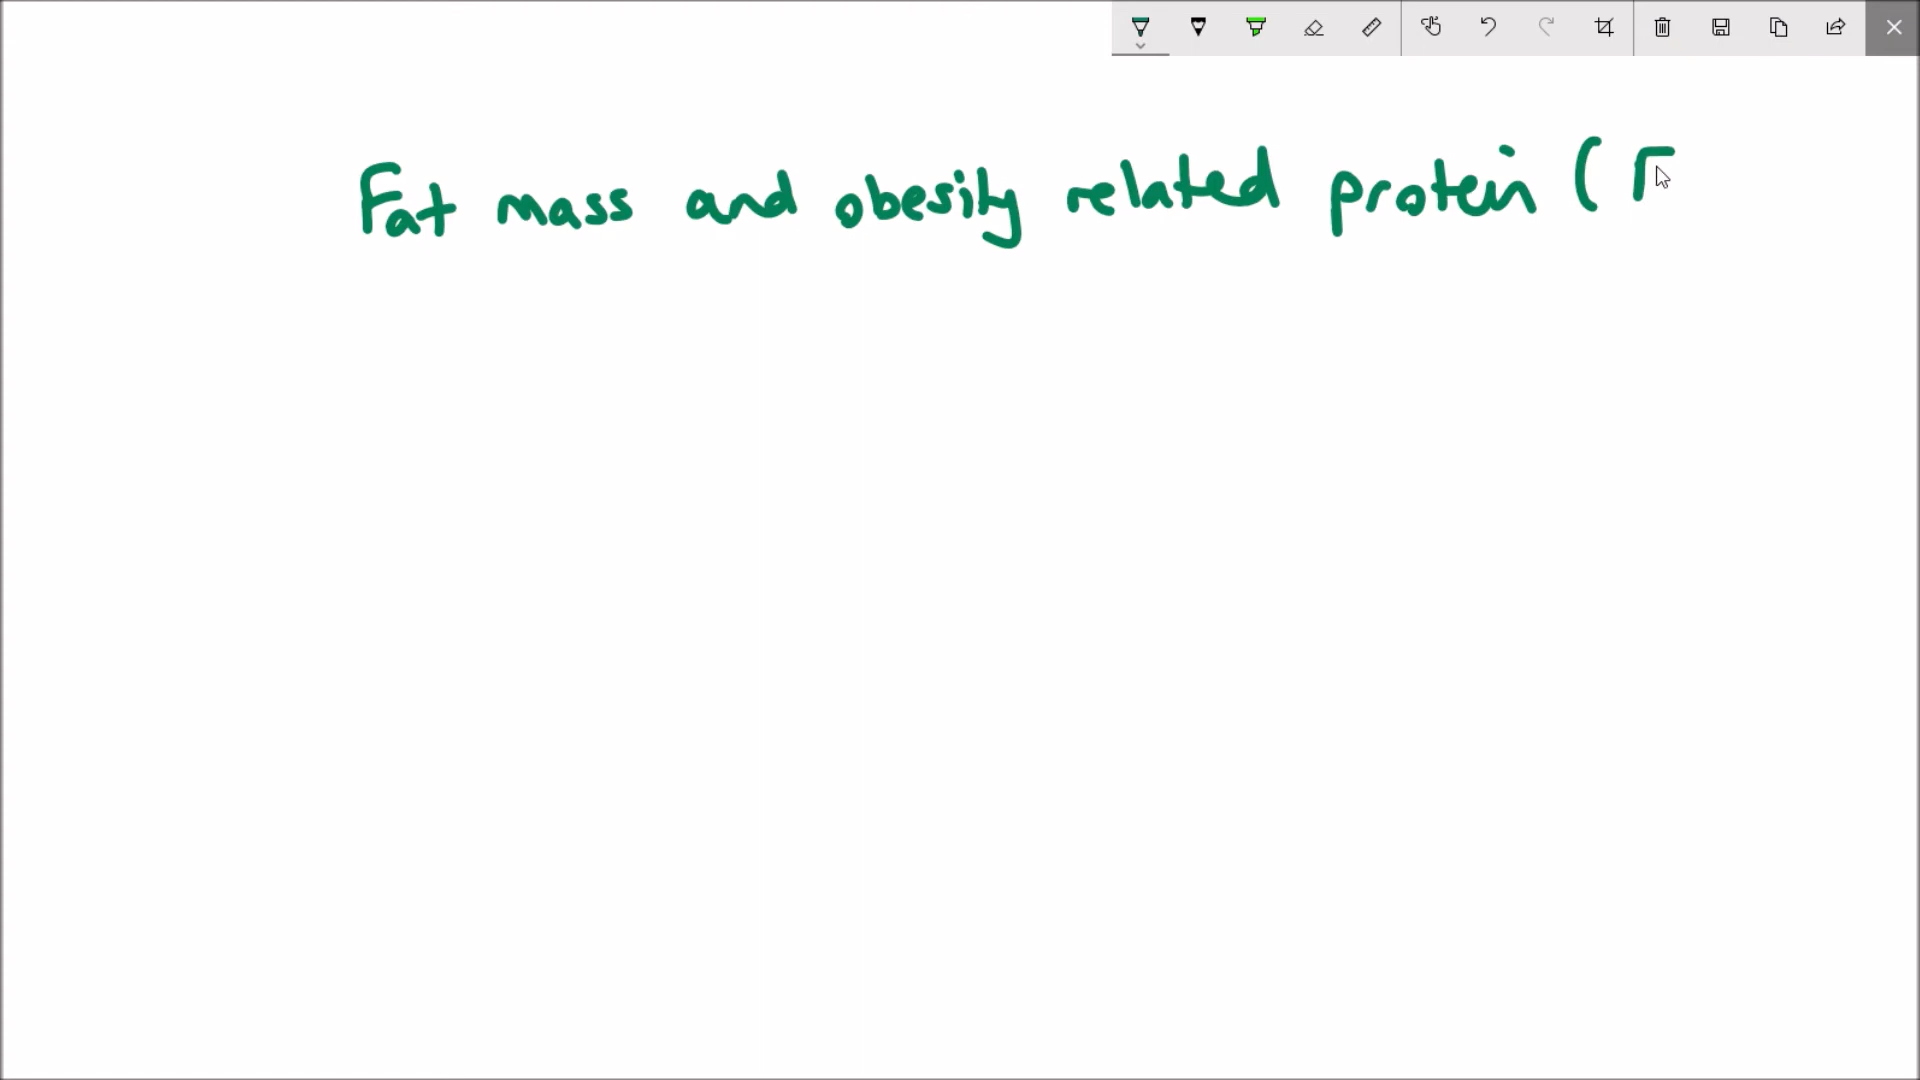 Fat mass and obesity related protein (